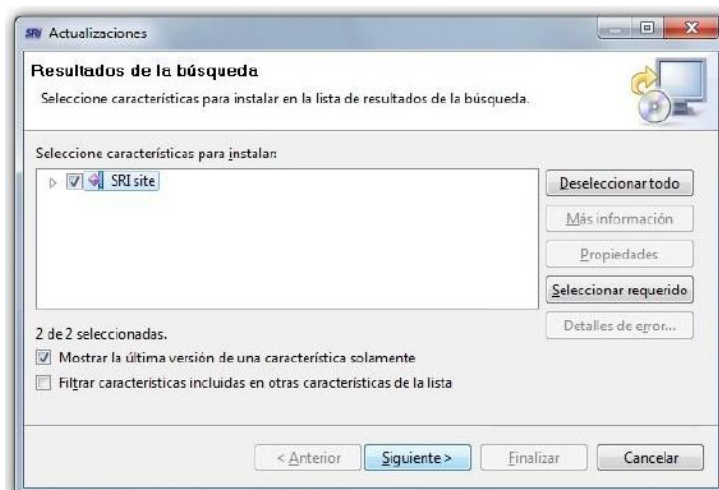 SRI Actualizaciones
Resultados de la búsqueda
Seleccione características para instalar en la lista de resultados de la búsqueda.
Seleccione características para instalar:
SRI site
Deseleccionar todo
Más información
Propiedades
Seleccionar requerido
Detalles de error...
2 de 2 seleccionadas.
Mostrar la última versión de una característica solamente
Filtrar características incluidas en otras características de la lista
< Anterior Siguiente > Finalizar Cancelar